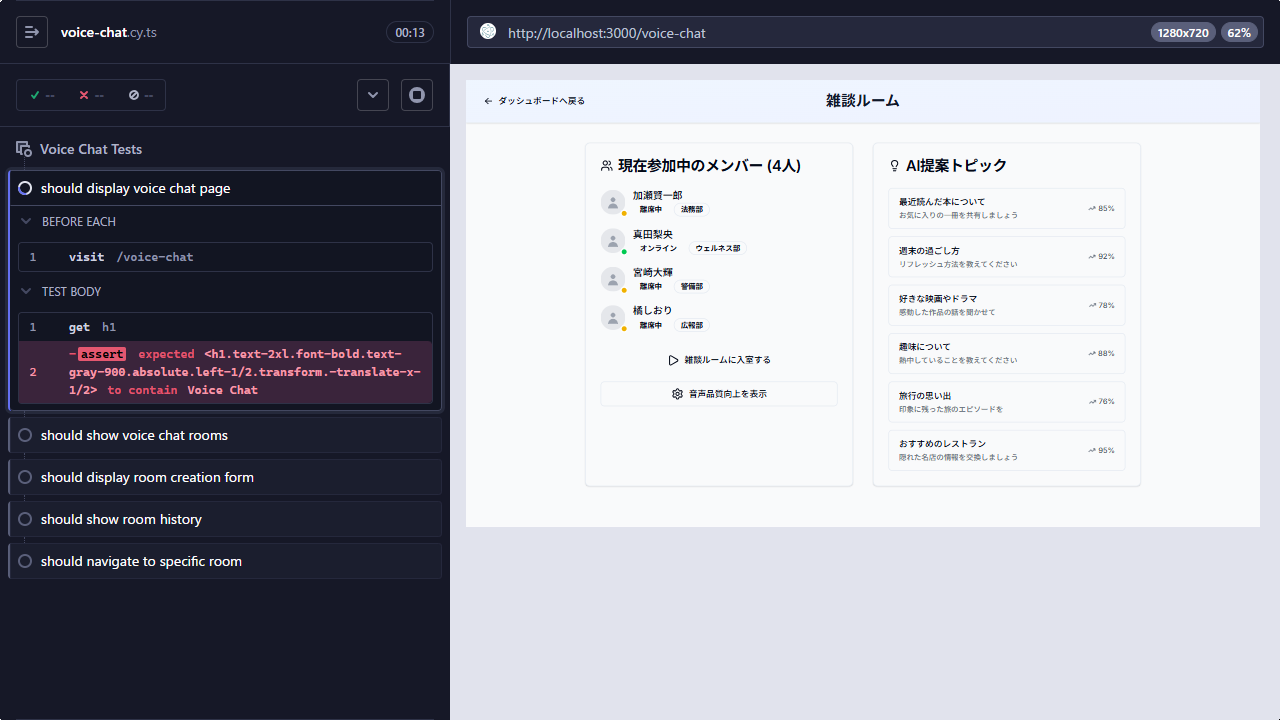 voice-chat.cy.ts
00:13
--
--
--
Voice Chat Tests
should display voice chat page
BEFORE EACH
1 visit /voice-chat
TEST BODY
1 get h1
2 -assert expected <h1.text-2xl.font-bold.text-
gray-900.absolute.left-1/2.transform.-translate-x-
1/2> to contain Voice Chat
should show voice chat rooms
should display room creation form
should show room history
should navigate to specific room
http://localhost:3000/voice-chat
1280x720
62%
ダッシュボードへ戻る
雑談ルーム
現在参加中のメンバー (4人)
加瀬賢一郎
離席中 法務部
真田梨央
オンライン ウェルネス部
宮崎大輝
離席中 警備部
橘しおり
離席中 広報部
雑談ルームに入室する
音声品質向上を表示
AI提案トピック
最近読んだ本について
お気に入りの一冊を共有しましょう
85%
週末の過ごし方
リフレッシュ方法を教えてください
92%
好きな映画やドラマ
感動した作品の話を聞かせて
78%
趣味について
熱中していることを教えてください
88%
旅行の思い出
印象に残った旅のエピソードを
76%
おすすめのレストラン
隠れた名店の情報を交換しましょう
95%